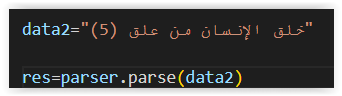 data2="خلق الإنسان من علق (5)"
res=parser.parse(data2)